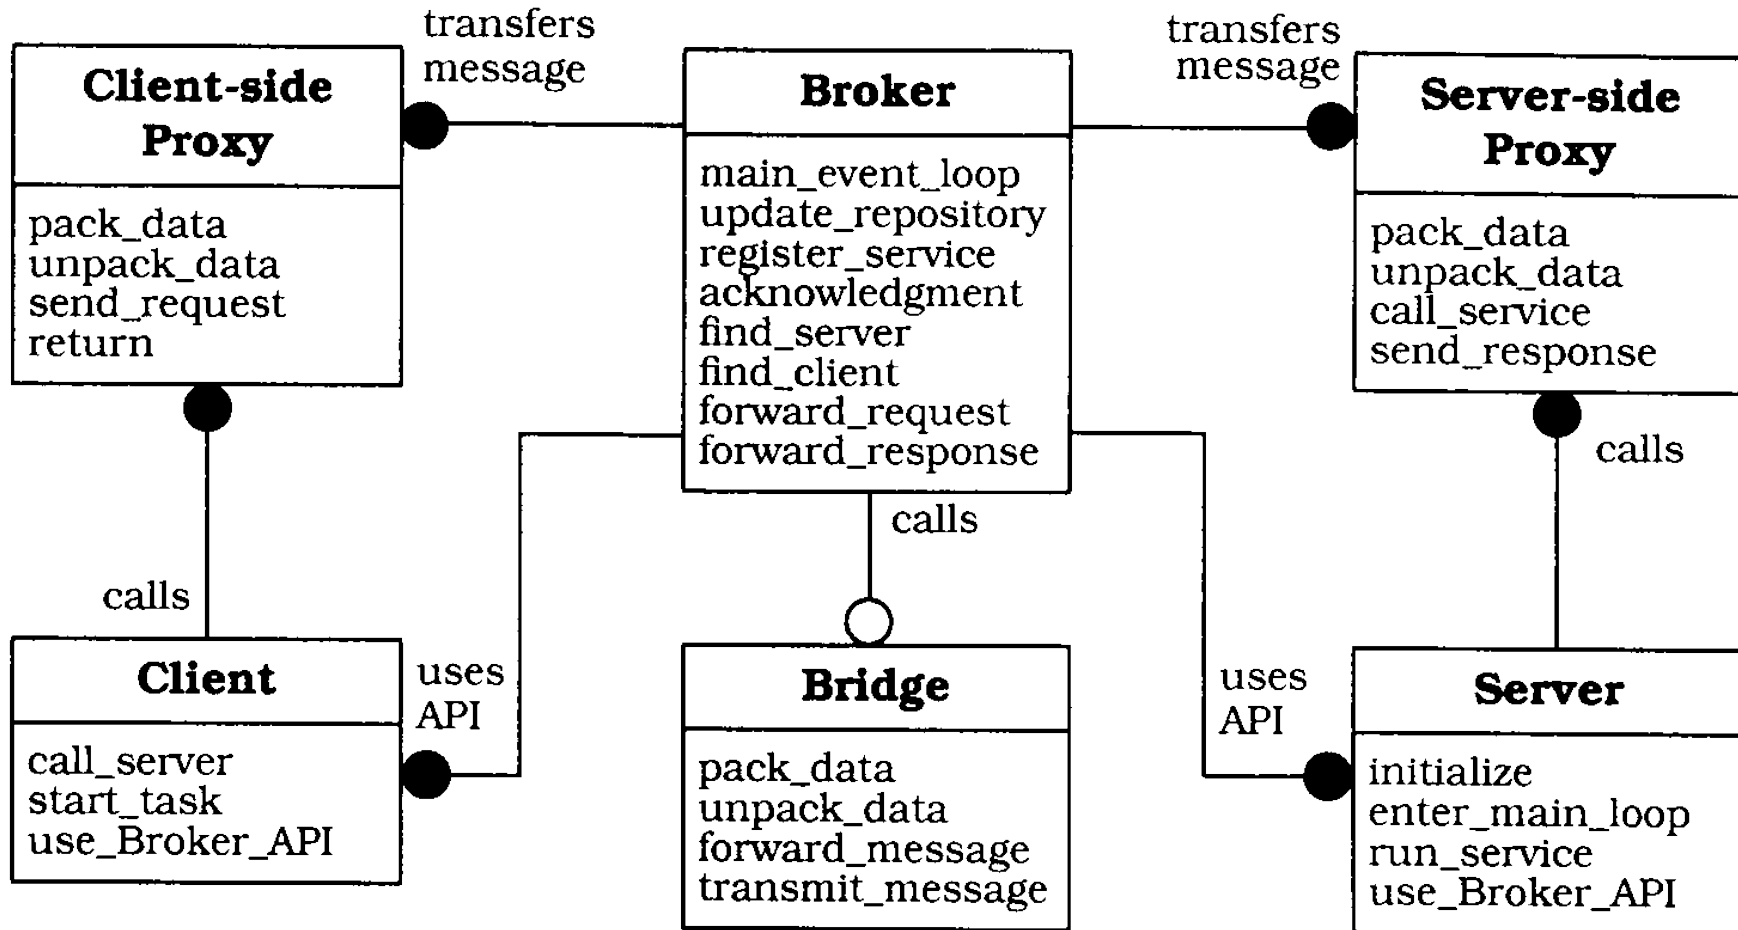 transfers
message
Client-side
Proxy
pack_data
unpack_data
send_request
return
calls
Client
call_server
start_task
use_Broker_API
uses
API
Broker
main_event_loop
update_repository
register_service
acknowledgment
find_server
find_client
forward_request
forward_response
calls
Bridge
pack_data
unpack_data
forward_message
transmit_message
transfers
message
Server-side
Proxy
pack_data
unpack_data
call_service
send_response
calls
uses
API
Server
initialize
enter_main_loop
run_service
use_Broker_API